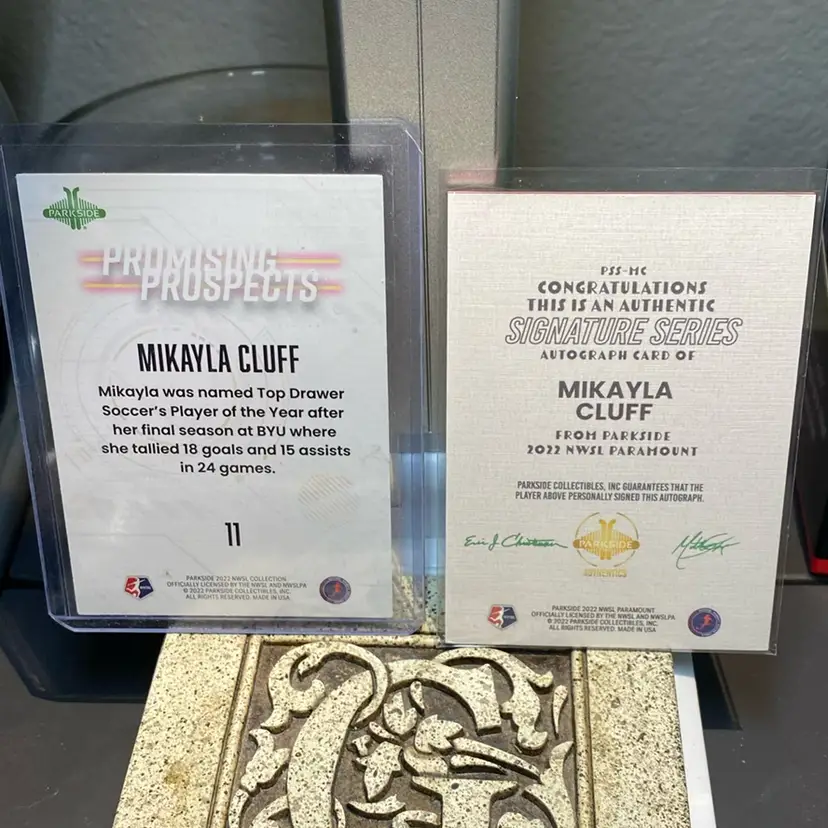 PARKSIDE
PROMISING
PROSPECTS
MIKAYLA CLUFF
Mikayla was named Top Drawer
Soccer's Player of the Year after
her final season at BYU where
she tallied 18 goals and 15 assists
in 24 games.
11
PARKSIDE 2022 NWSL COLLECTION
OFFICIALLY LICENSED BY THE NWSL AND NWSLPA
© 2022 PARKSIDE COLLECTIBLES, INC.
ALL RIGHTS RESERVED. MADE IN USA
PSS-MC
CONGRATULATIONS
THIS IS AN AUTHENTIC
SIGNATURE SERIES
AUTOGRAPH CARD OF
MIKAYLA
CLUFF
FROM PARKSIDE
2022 NWSL PARAMOUNT
PARKSIDE COLLECTIBLES, INC GUARANTEES THAT THE
PLAYER ABOVE PERSONALLY SIGNED THIS AUTOGRAPH.
PARKSIDE
AUTHENTICS
PARKSIDE 2022 NWSL PARAMOUNT
OFFICIALLY LICENSED BY THE NWSL AND NWSLPA
© 2022 PARKSIDE COLLECTIBLES, INC.
ALL RIGHTS RESERVED. MADE IN USA